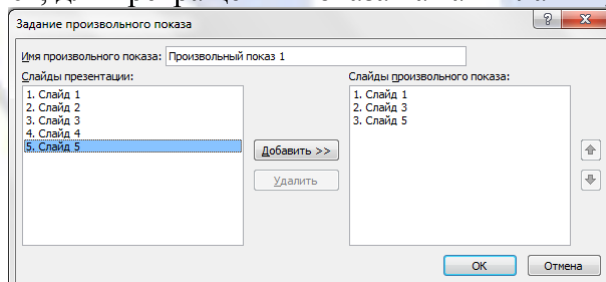 Задание произвольного показа
Имя произвольного показа: Произвольный показ 1
Слайды презентации:
1. Слайд 1
2. Слайд 2
3. Слайд 3
4. Слайд 4
5. Слайд 5
Добавить >>
Удалить
Слайды произвольного показа:
1. Слайд 1
2. Слайд 3
3. Слайд 5
ОК
Отмена